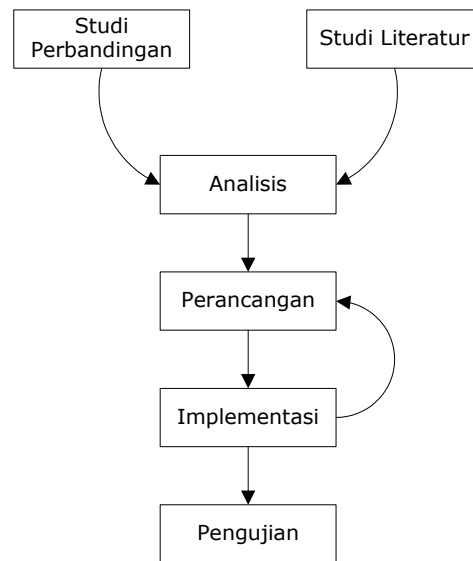 Studi
Perbandingan
Studi Literatur
Analisis
Perancangan
Implementasi
Pengujian